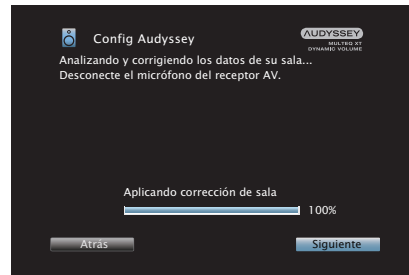 Config Audyssey
AUDYSSEY
MULTEQ XT
DYNAMIC VOLUME
Analizando y corrigiendo los datos de su sala...
Desconecte el micrófono del receptor AV.
Aplicando corrección de sala
100%
Atrás
Siguiente